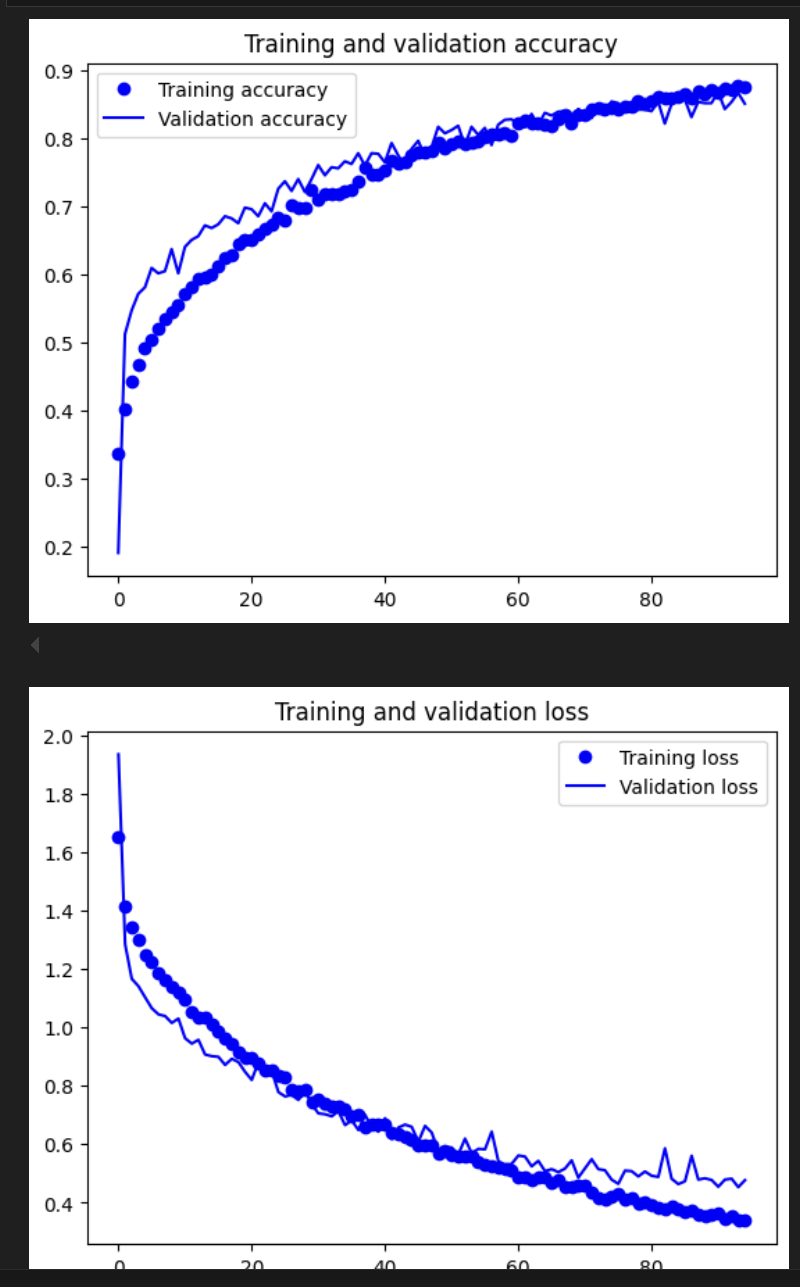 Training and validation accuracy
Training accuracy
Validation accuracy
0.9
0.8
0.7
0.6
0.5
0.4
0.3
0.2
0 20 40 60 80
Training and validation loss
Training loss
Validation loss
2.0
1.8
1.6
1.4
1.2
1.0
0.8
0.6
0.4
0 20 40 60 80